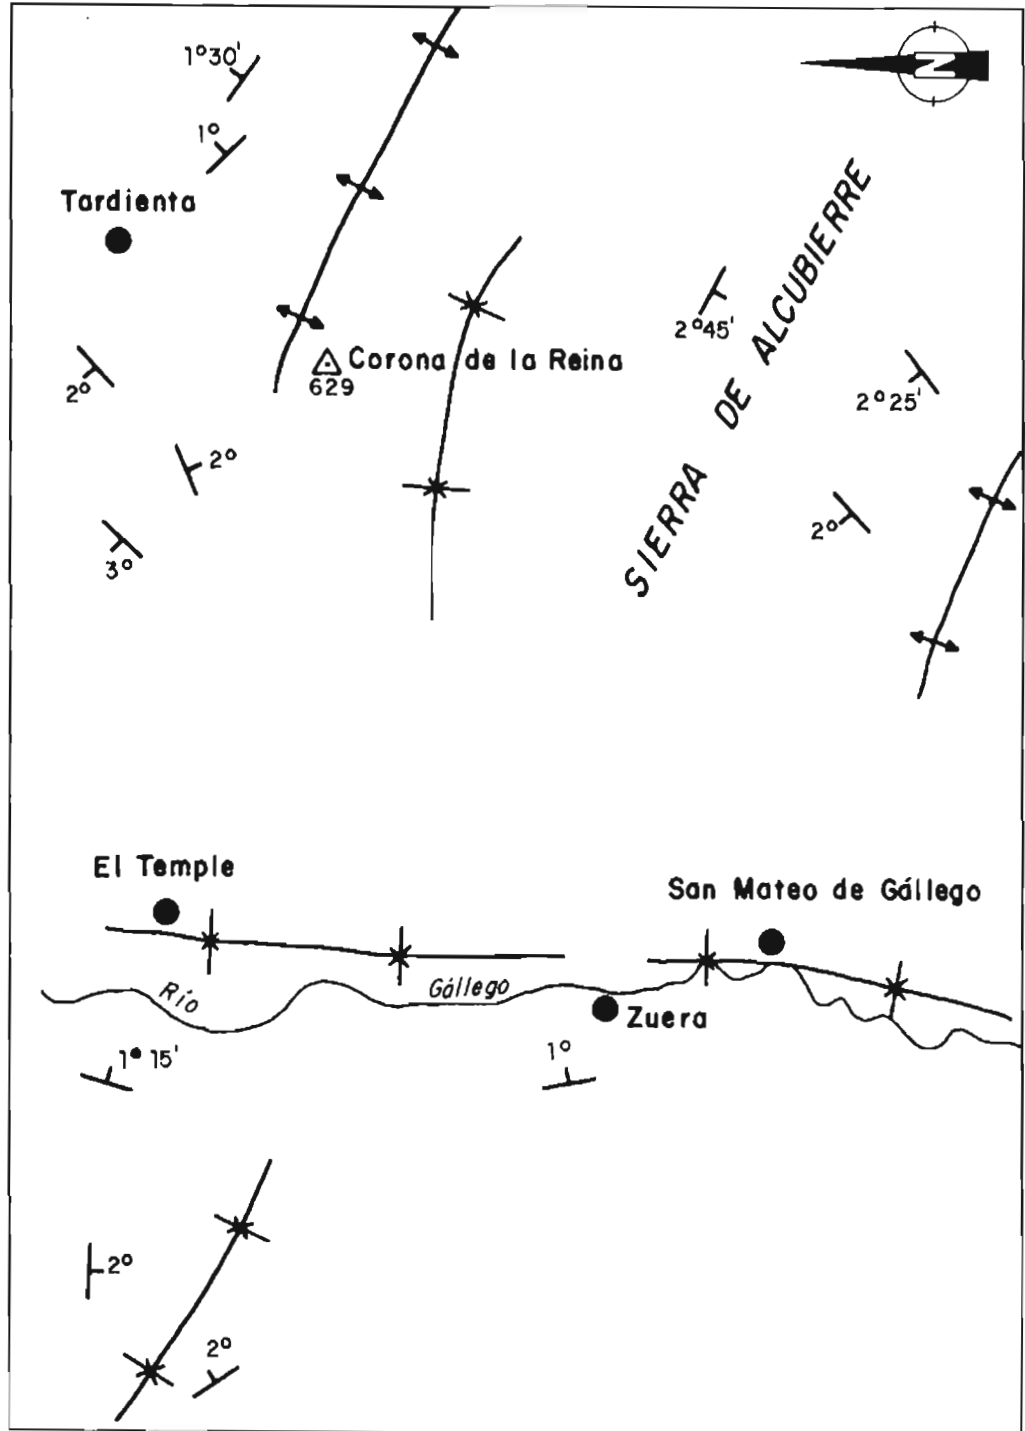 1°30'
N
1°
Tardienta
2°45'
SIERRA DE ALCUBIERRE
Corona de la Reina
629
2°
2°25'
2°
2°
3°
El Temple
San Mateo de Gállego
Río
Gállego
Zuera
1°15'
1°
2°
2°